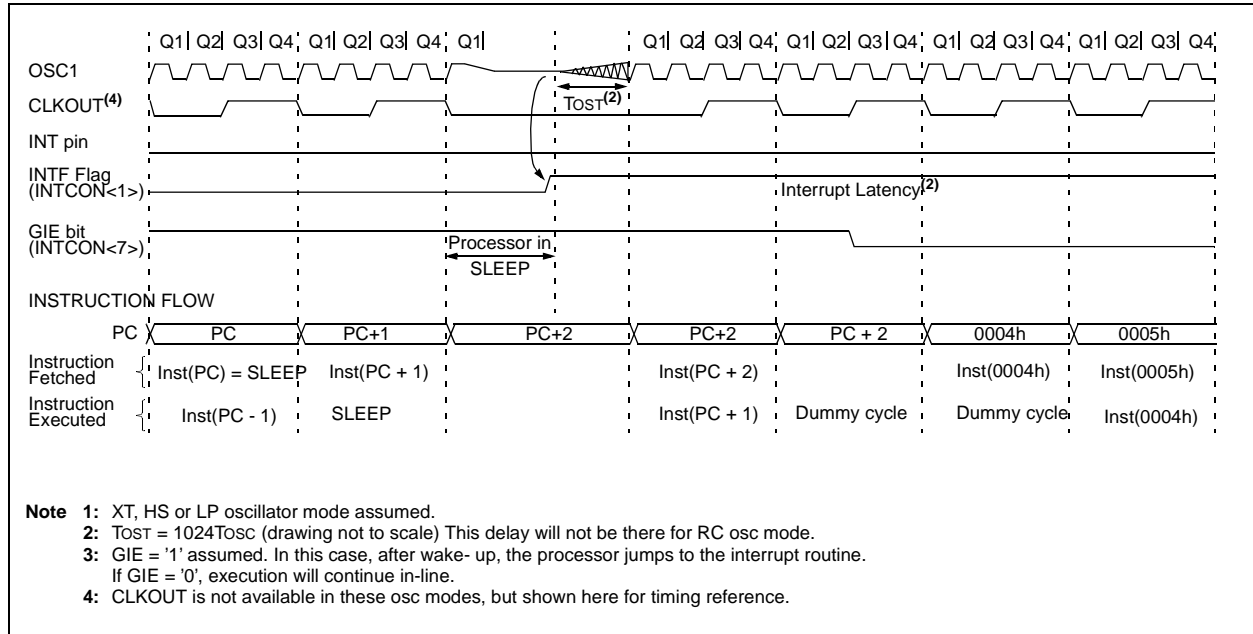 Q1 Q2 Q3 Q4 Q1 Q2 Q3 Q4 Q1 Q1 Q2 Q3 Q4 Q1 Q2 Q3 Q4 Q1 Q2 Q3 Q4 Q1 Q2 Q3 Q4
OSC1
CLKOUT(4)
TOST(2)
INT pin
INTF Flag
(INTCON<1>)
Interrupt Latency(2)
GIE bit
(INTCON<7>)
Processor in
SLEEP
INSTRUCTION FLOW
PC PC PC+1 PC+2 PC+2 PC + 2 0004h 0005h
Instruction
Fetched
Inst(PC) = SLEEP Inst(PC + 1) Inst(PC + 2) Inst(0004h) Inst(0005h)
Instruction
Executed
Inst(PC - 1) SLEEP Inst(PC + 1) Dummy cycle Dummy cycle Inst(0004h)
Note 1: XT, HS or LP oscillator mode assumed.
2: TOST = 1024TOSC (drawing not to scale) This delay will not be there for RC osc mode.
3: GIE = '1' assumed. In this case, after wake- up, the processor jumps to the interrupt routine.
If GIE = '0', execution will continue in-line.
4: CLKOUT is not available in these osc modes, but shown here for timing reference.